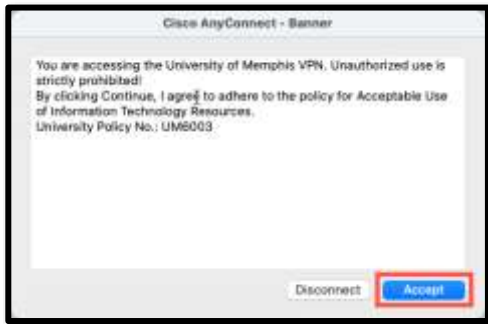 Cisco AnyConnect - Banner
You are accessing the University of Memphis VPN. Unauthorized use is
strictly prohibited!
By clicking Continue, I agree to adhere to the policy for Acceptable Use
of Information Technology Resources.
University Policy No.: UM6003
Disconnect
Accept